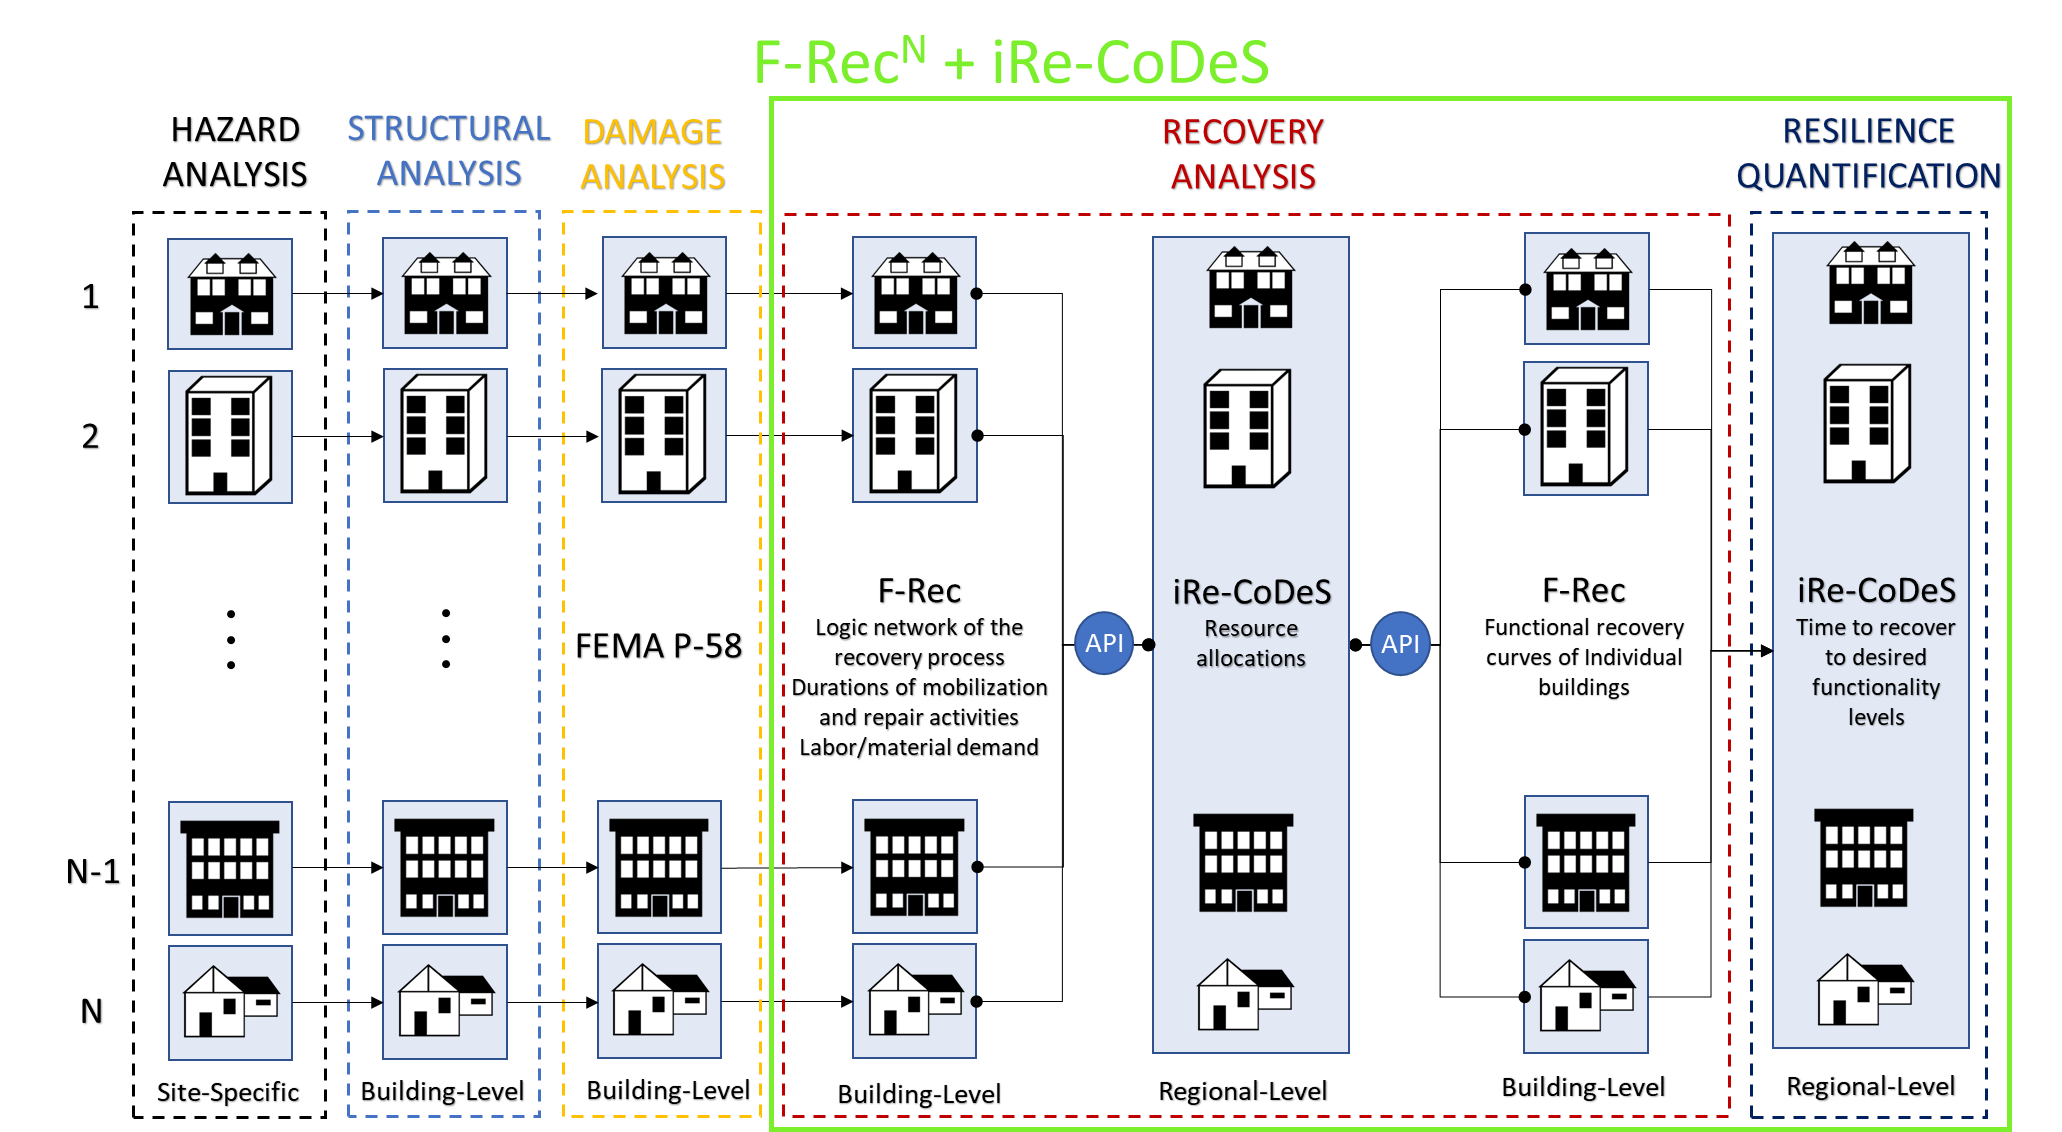 F-Rec^N + iRe-CoDeS
HAZARD
ANALYSIS
STRUCTURAL
ANALYSIS
DAMAGE
ANALYSIS
RECOVERY
ANALYSIS
RESILIENCE
QUANTIFICATION
1
2
N-1
N
FEMA P-58
F-Rec
Logic network of the
recovery process
Durations of mobilization
and repair activities
Labor/material demand
API
iRe-CoDeS
Resource
allocations
API
F-Rec
Functional recovery
curves of Individual
buildings
iRe-CoDeS
Time to recover
to desired
functionality
levels
Site-Specific
Building-Level
Building-Level
Building-Level
Regional-Level
Building-Level
Regional-Level